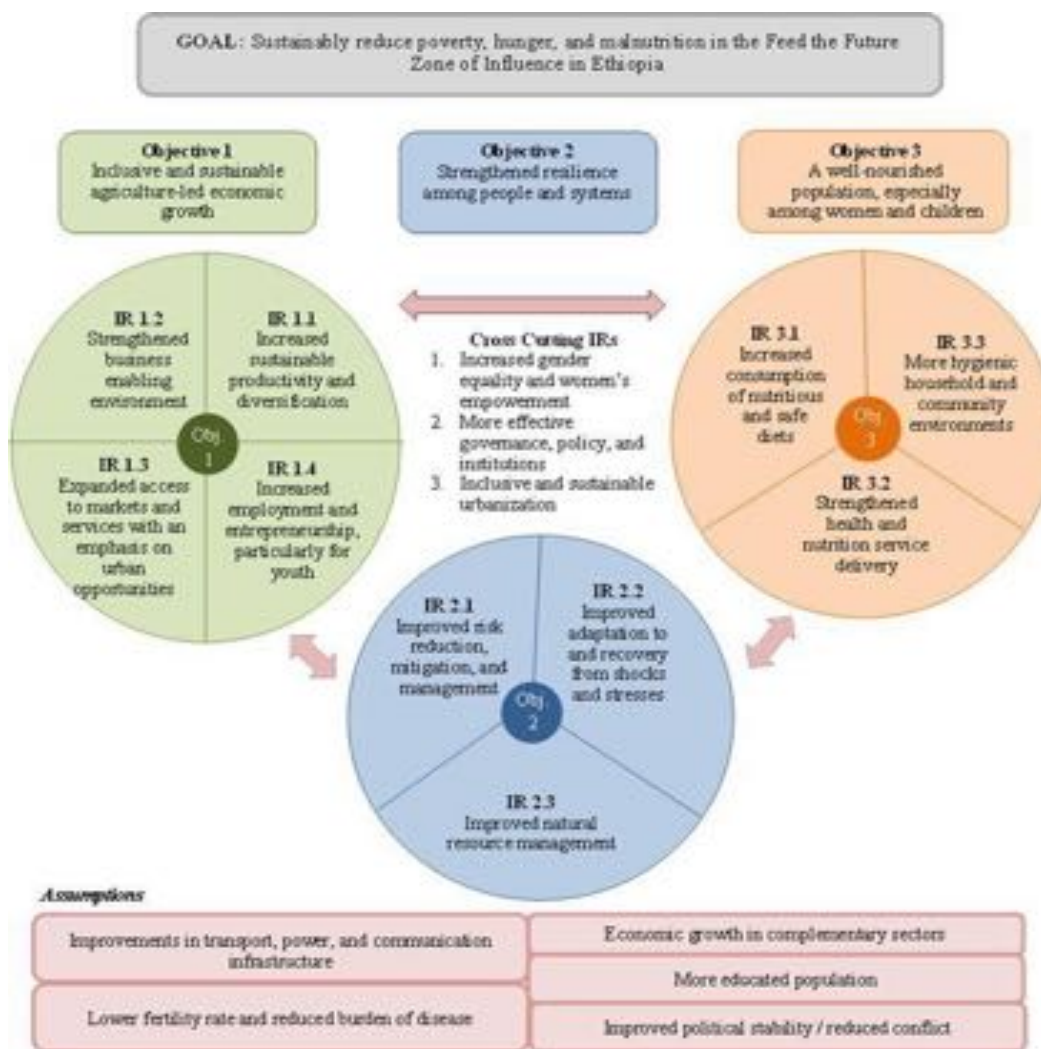 GOAL: Sustainably reduce poverty, hunger, and malnutrition in the Feed the Future
Zone of Influence in Ethiopia
Objective 1
Inclusive and sustainable
agriculture-led economic
growth
Objective 2
Strengthened resilience
among people and systems
Objective 3
A well-nourished
population, especially
among women and children
IR 1.2
Strengthened
business
enabling
environment
IR 1.1
Increased
sustainable
productivity and
diversification
Obj
1
IR 1.3
Expanded access
to markets and
services with an
emphasis on
urban
opportunities
IR 1.4
Increased
employment and
entrepreneurship,
particularly for
youth
Cross Cutting IRs
1. Increased gender
equality and women's
empowerment
2. More effective
governance, policy, and
institutions
3. Inclusive and sustainable
urbanization
IR 3.1
Increased
consumption
of nutritious
and safe
diets
IR 3.3
More hygienic
household and
community
environments
Obj
3
IR 3.2
Strengthened
health and
nutrition service
delivery
IR 2.1
Improved risk
reduction,
mitigation, and
management
IR 2.2
Improved
adaptation to
and recovery
from shocks
and stresses
Obj
2
IR 2.3
Improved natural
resource management
Assumptions
Improvements in transport, power, and communication
infrastructure
Lower fertility rate and reduced burden of disease
Economic growth in complementary sectors
More educated population
Improved political stability / reduced conflict